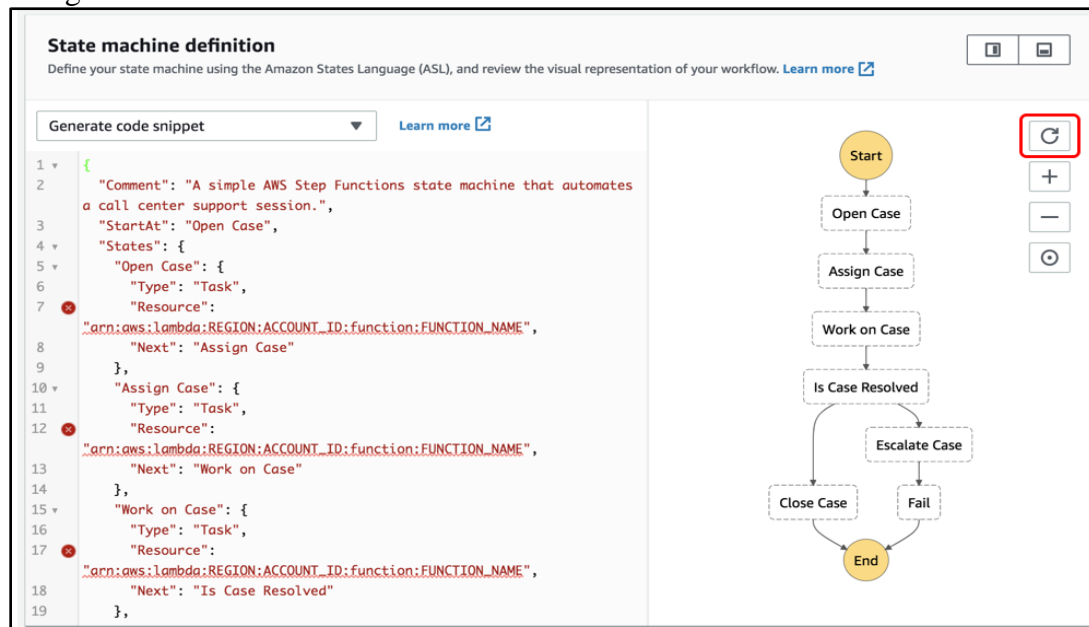 State machine definition
Define your state machine using the Amazon States Language (ASL), and review the visual representation of your workflow. Learn more
Generate code snippet
Learn more
1 {
2 "Comment": "A simple AWS Step Functions state machine that automates
a call center support session.",
3 "StartAt": "Open Case",
4 "States": {
5 "Open Case": {
6 "Type": "Task",
7 "Resource":
"arn:aws:lambda:REGION:ACCOUNT_ID:function:FUNCTION_NAME",
8 "Next": "Assign Case"
9 },
10 "Assign Case": {
11 "Type": "Task",
12 "Resource":
"arn:aws:lambda:REGION:ACCOUNT_ID:function:FUNCTION_NAME",
13 "Next": "Work on Case"
14 },
15 "Work on Case": {
16 "Type": "Task",
17 "Resource":
"arn:aws:lambda:REGION:ACCOUNT_ID:function:FUNCTION_NAME",
18 "Next": "Is Case Resolved"
19 },
Start
Open Case
Assign Case
Work on Case
Is Case Resolved
Escalate Case
Close Case
Fail
End